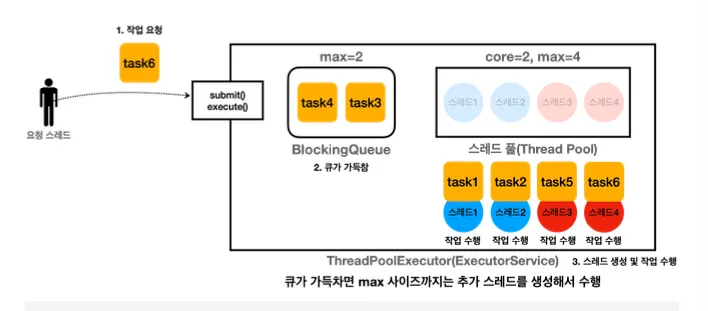 1. 작업 요청
task6
요청 스레드
submit()
execute()
max=2
task4 task3
BlockingQueue
2. 큐가 가득참
core=2, max=4
스레드1 스레드2 스레드3 스레드4
스레드 풀(Thread Pool)
task1 task2 task5 task6
스레드1 스레드2 스레드3 스레드4
작업 수행 작업 수행 작업 수행 작업 수행
ThreadPoolExecutor(ExecutorService)
3. 스레드 생성 및 작업 수행
큐가 가득차면 max 사이즈까지는 추가 스레드를 생성해서 수행